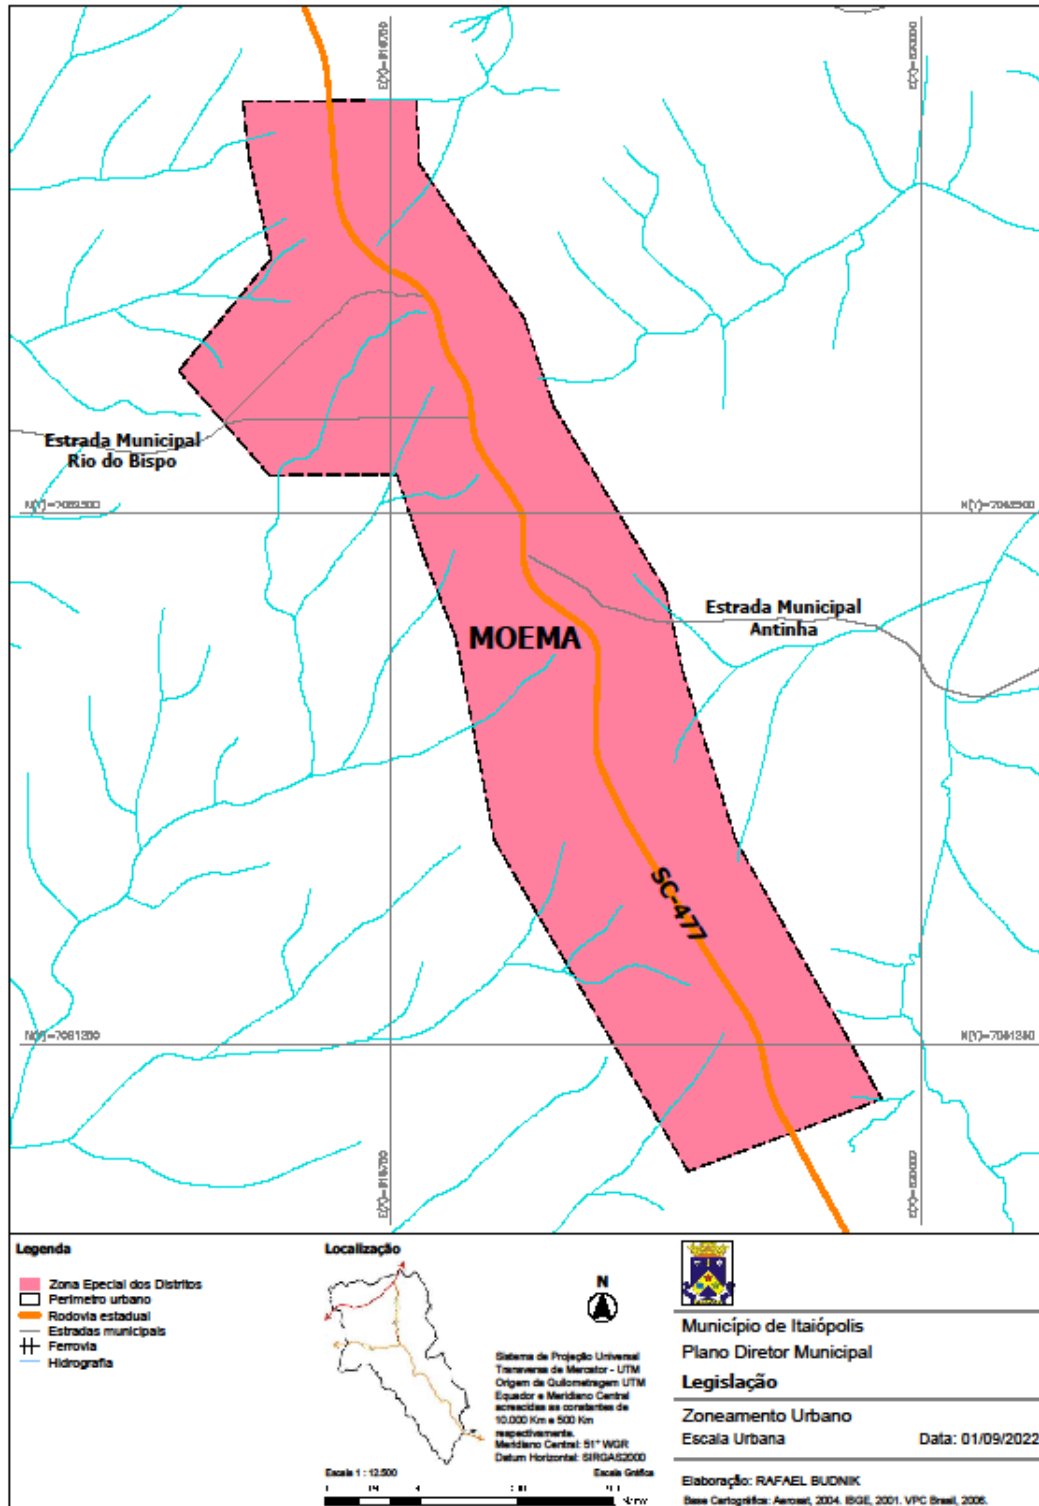 Estrada Municipal
Rio do Bispo
Estrada Municipal
Antinha
MOEMA
SC-477
Legenda
Zona Epecial dos Distritos
Perímetro urbano
Rodovia estadual
Estradas municipais
Ferrovia
Hidrografia
Localização
N
Sistema de Projeção Universal
Transversa de Mercator - UTM
Origem da Quilometragem UTM
Equador e Meridiano Central
acrescidas as constantes de
10.000 Km e 500 Km
respectivamente.
Meridiano Central: 51° WGR
Datum Horizontal: SIRGAS2000
Escala 1 : 12.500
Escala Gráfica
Município de Itaiópolis
Plano Diretor Municipal
Legislação
Zoneamento Urbano
Escala Urbana
Data: 01/09/2022
Elaboração: RAFAEL BUDNIK
Base Cartográfica: Aerosat, 2004. IBGE, 2001. VPC Brasil, 2006.